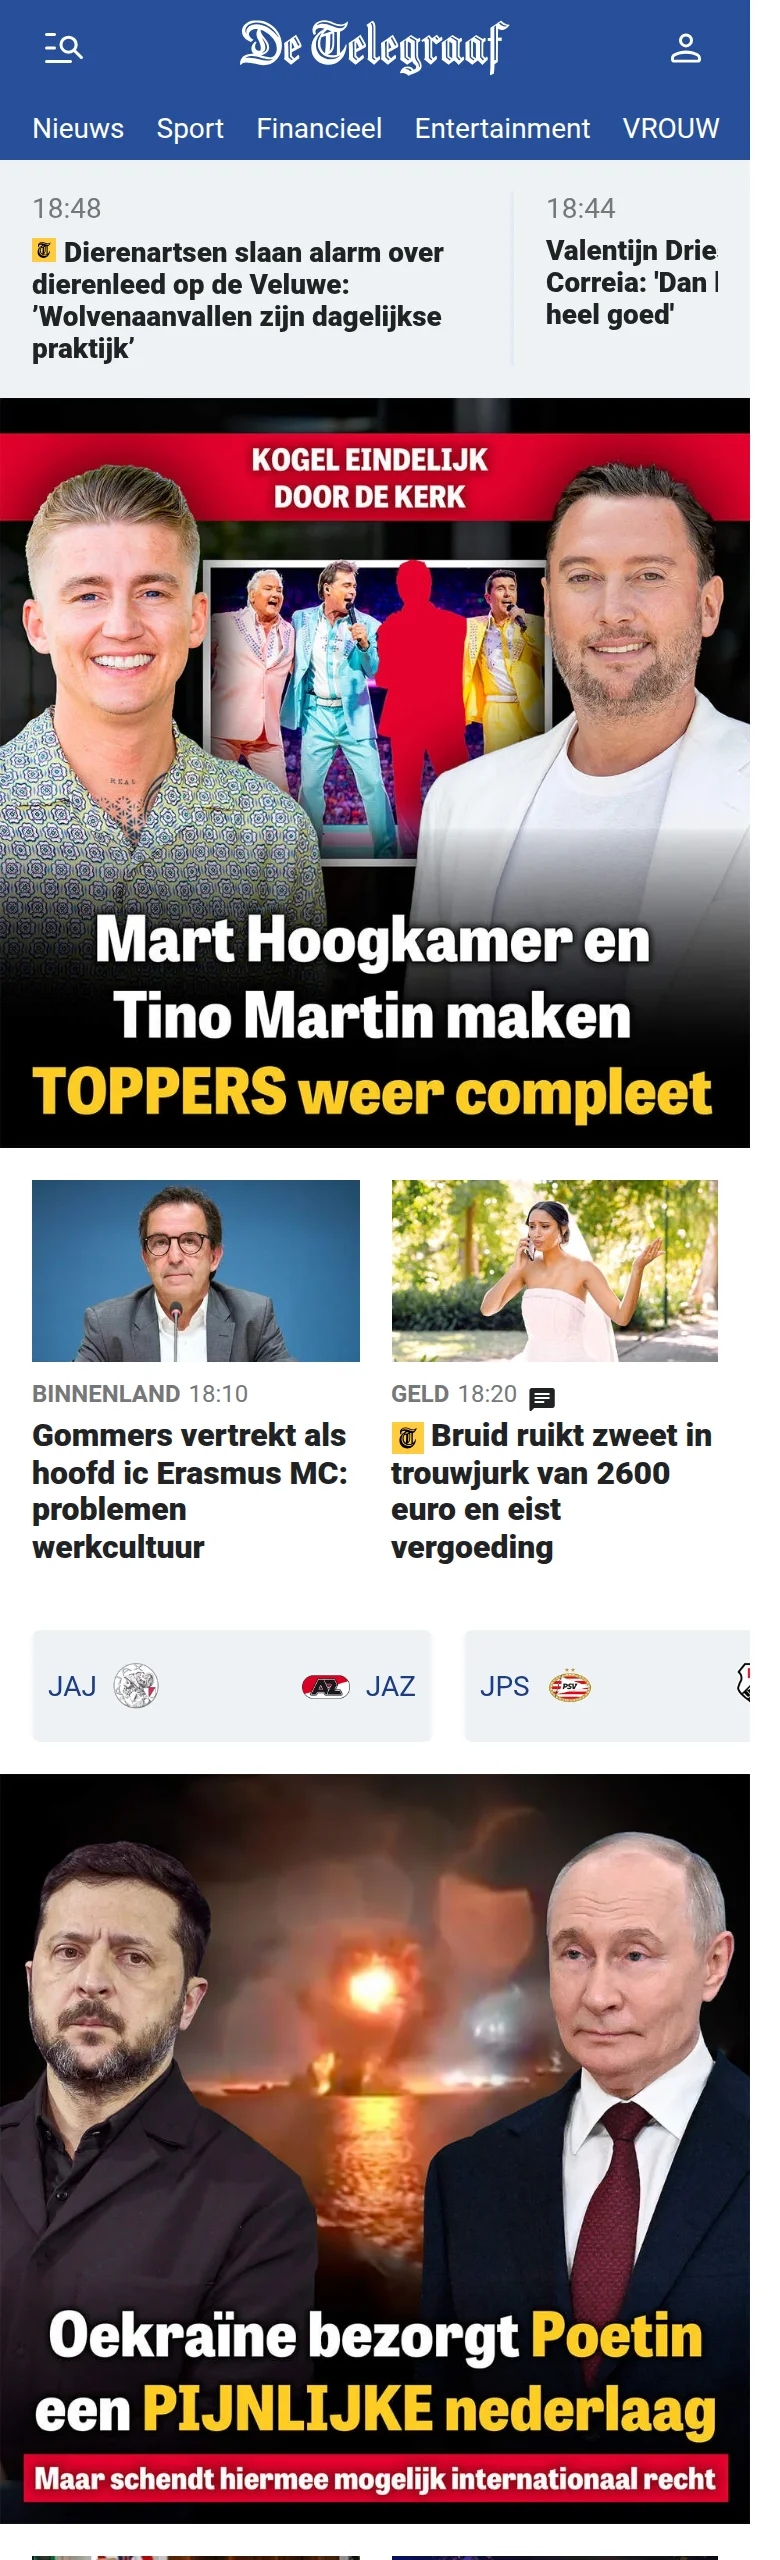 De Telegraaf
Nieuws Sport Financieel Entertainment VROUW
18:48
Dierenartsen slaan alarm over
dierenleed op de Veluwe:
’Wolvenaanvallen zijn dagelijkse
praktijk’
18:44
Valentijn Drie
Correia: 'Dan
heel goed'
KOGEL EINDELIJK
DOOR DE KERK
REAL
Mart Hoogkamer en
Tino Martin maken
TOPPERS weer compleet
BINNENLAND 18:10
Gommers vertrekt als
hoofd ic Erasmus MC:
problemen
werkcultuur
GELD 18:20
Bruid ruikt zweet in
trouwjurk van 2600
euro en eist
vergoeding
JAJ
AZ JAZ
JPS PSV
Oekraïne bezorgt Poetin
een PIJNLIJKE nederlaag
Maar schendt hiermee mogelijk internationaal recht